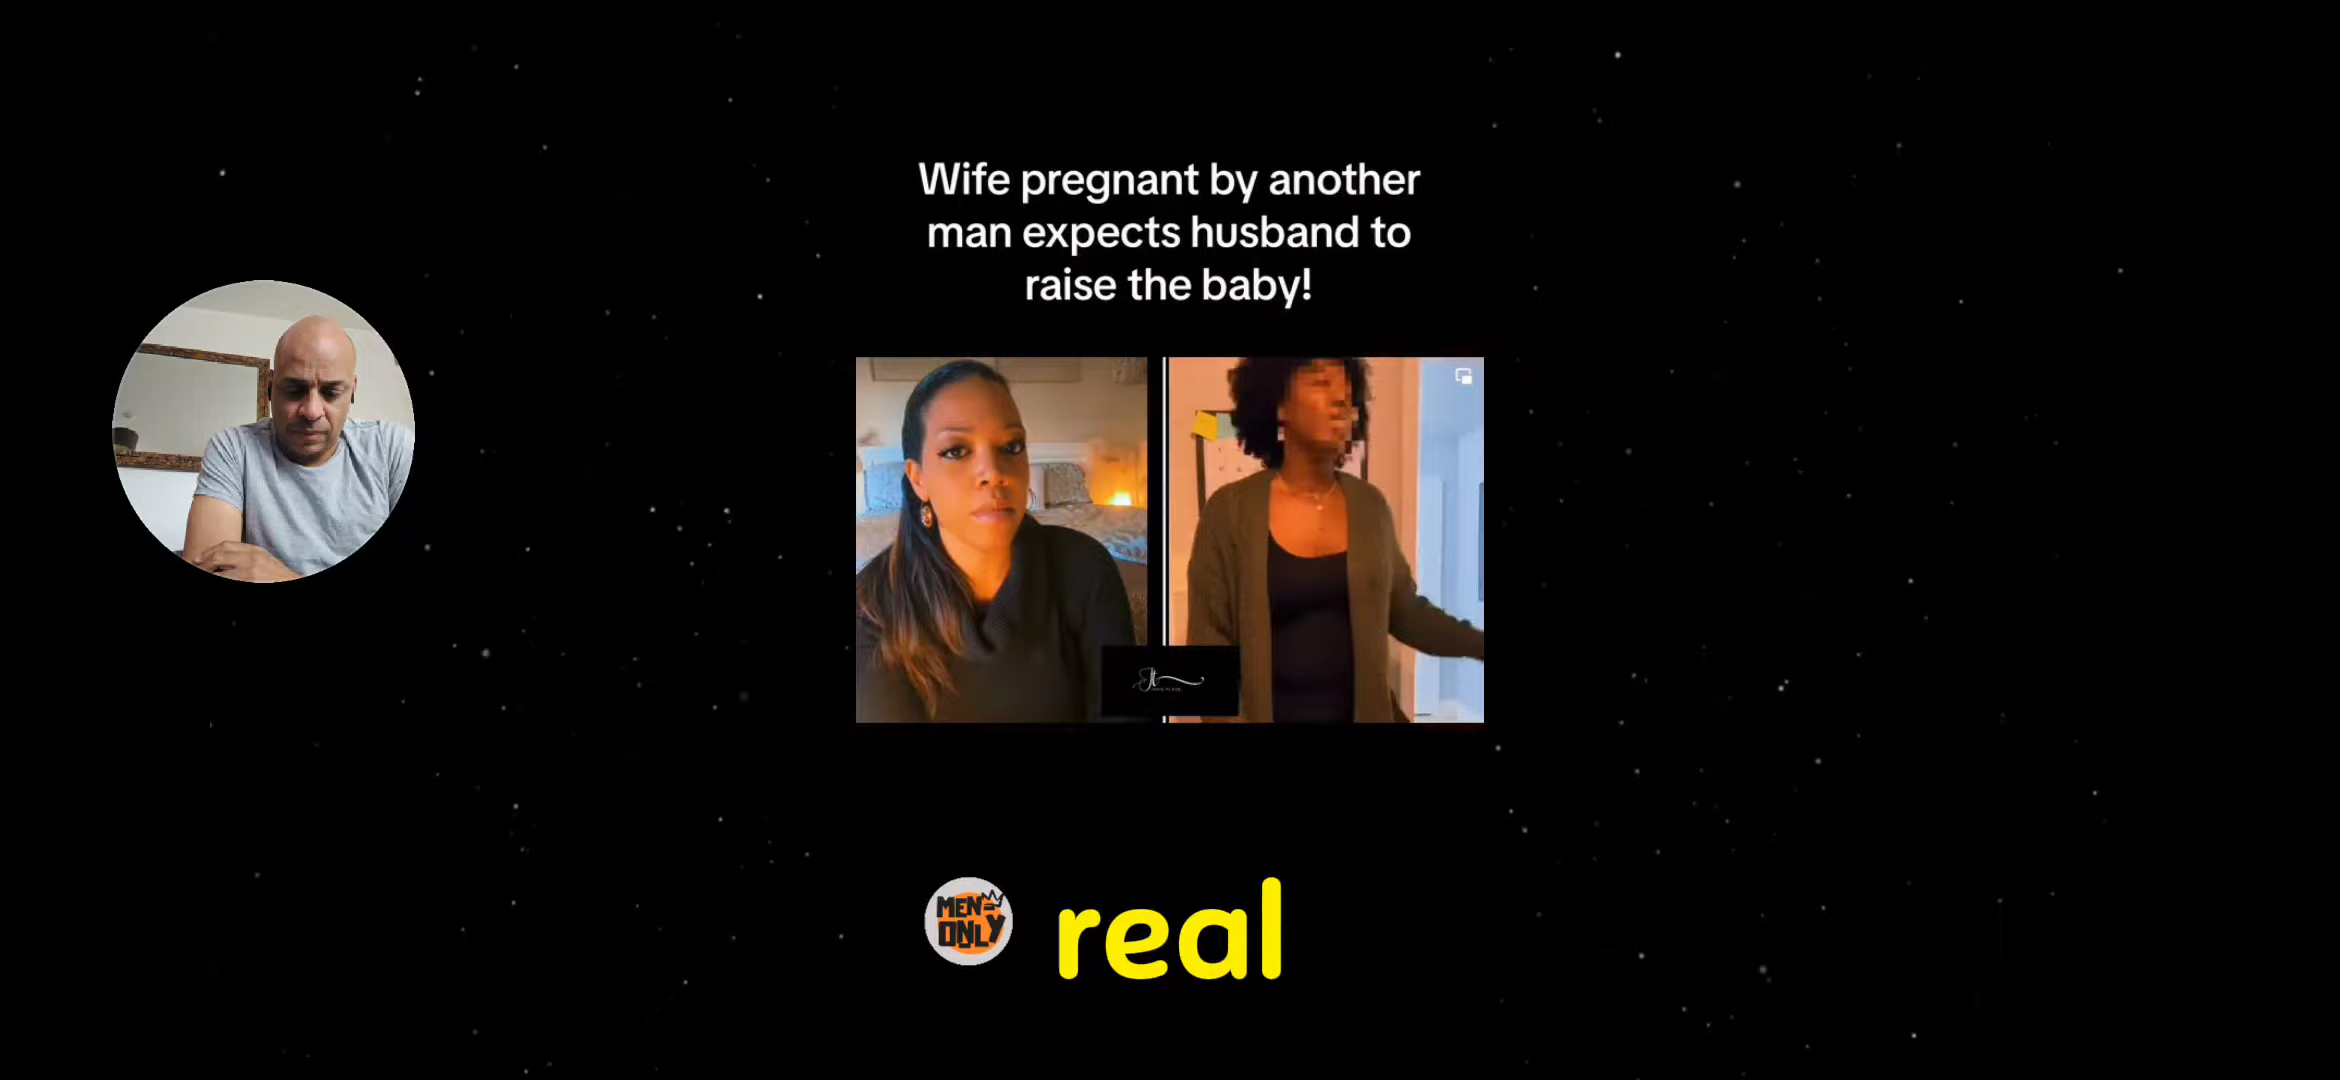 Wife pregnant by another
man expects husband to
raise the baby!
MEN
ONLY
real